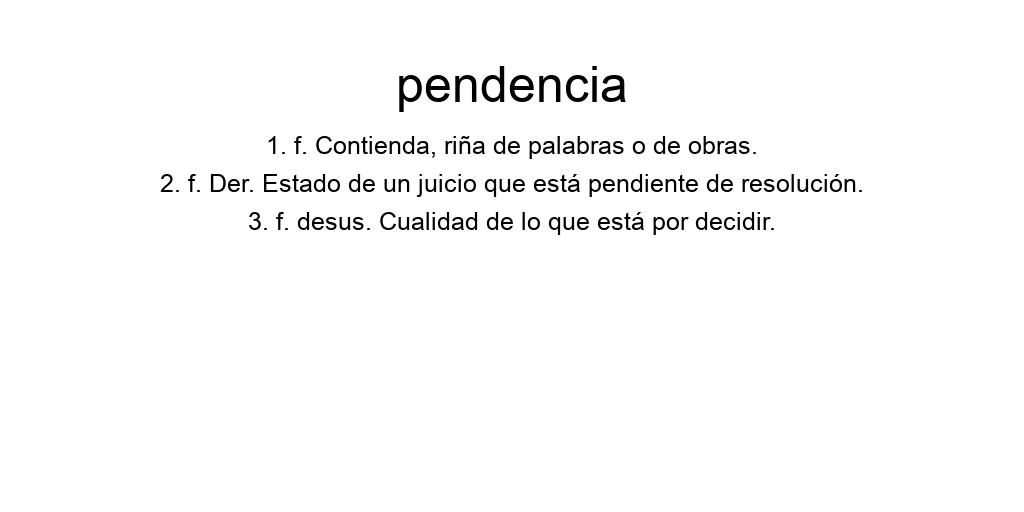 pendencia
1. f. Contienda, riña de palabras o de obras.
2. f. Der. Estado de un juicio que está pendiente de resolución.
3. f. desus. Cualidad de lo que está por decidir.